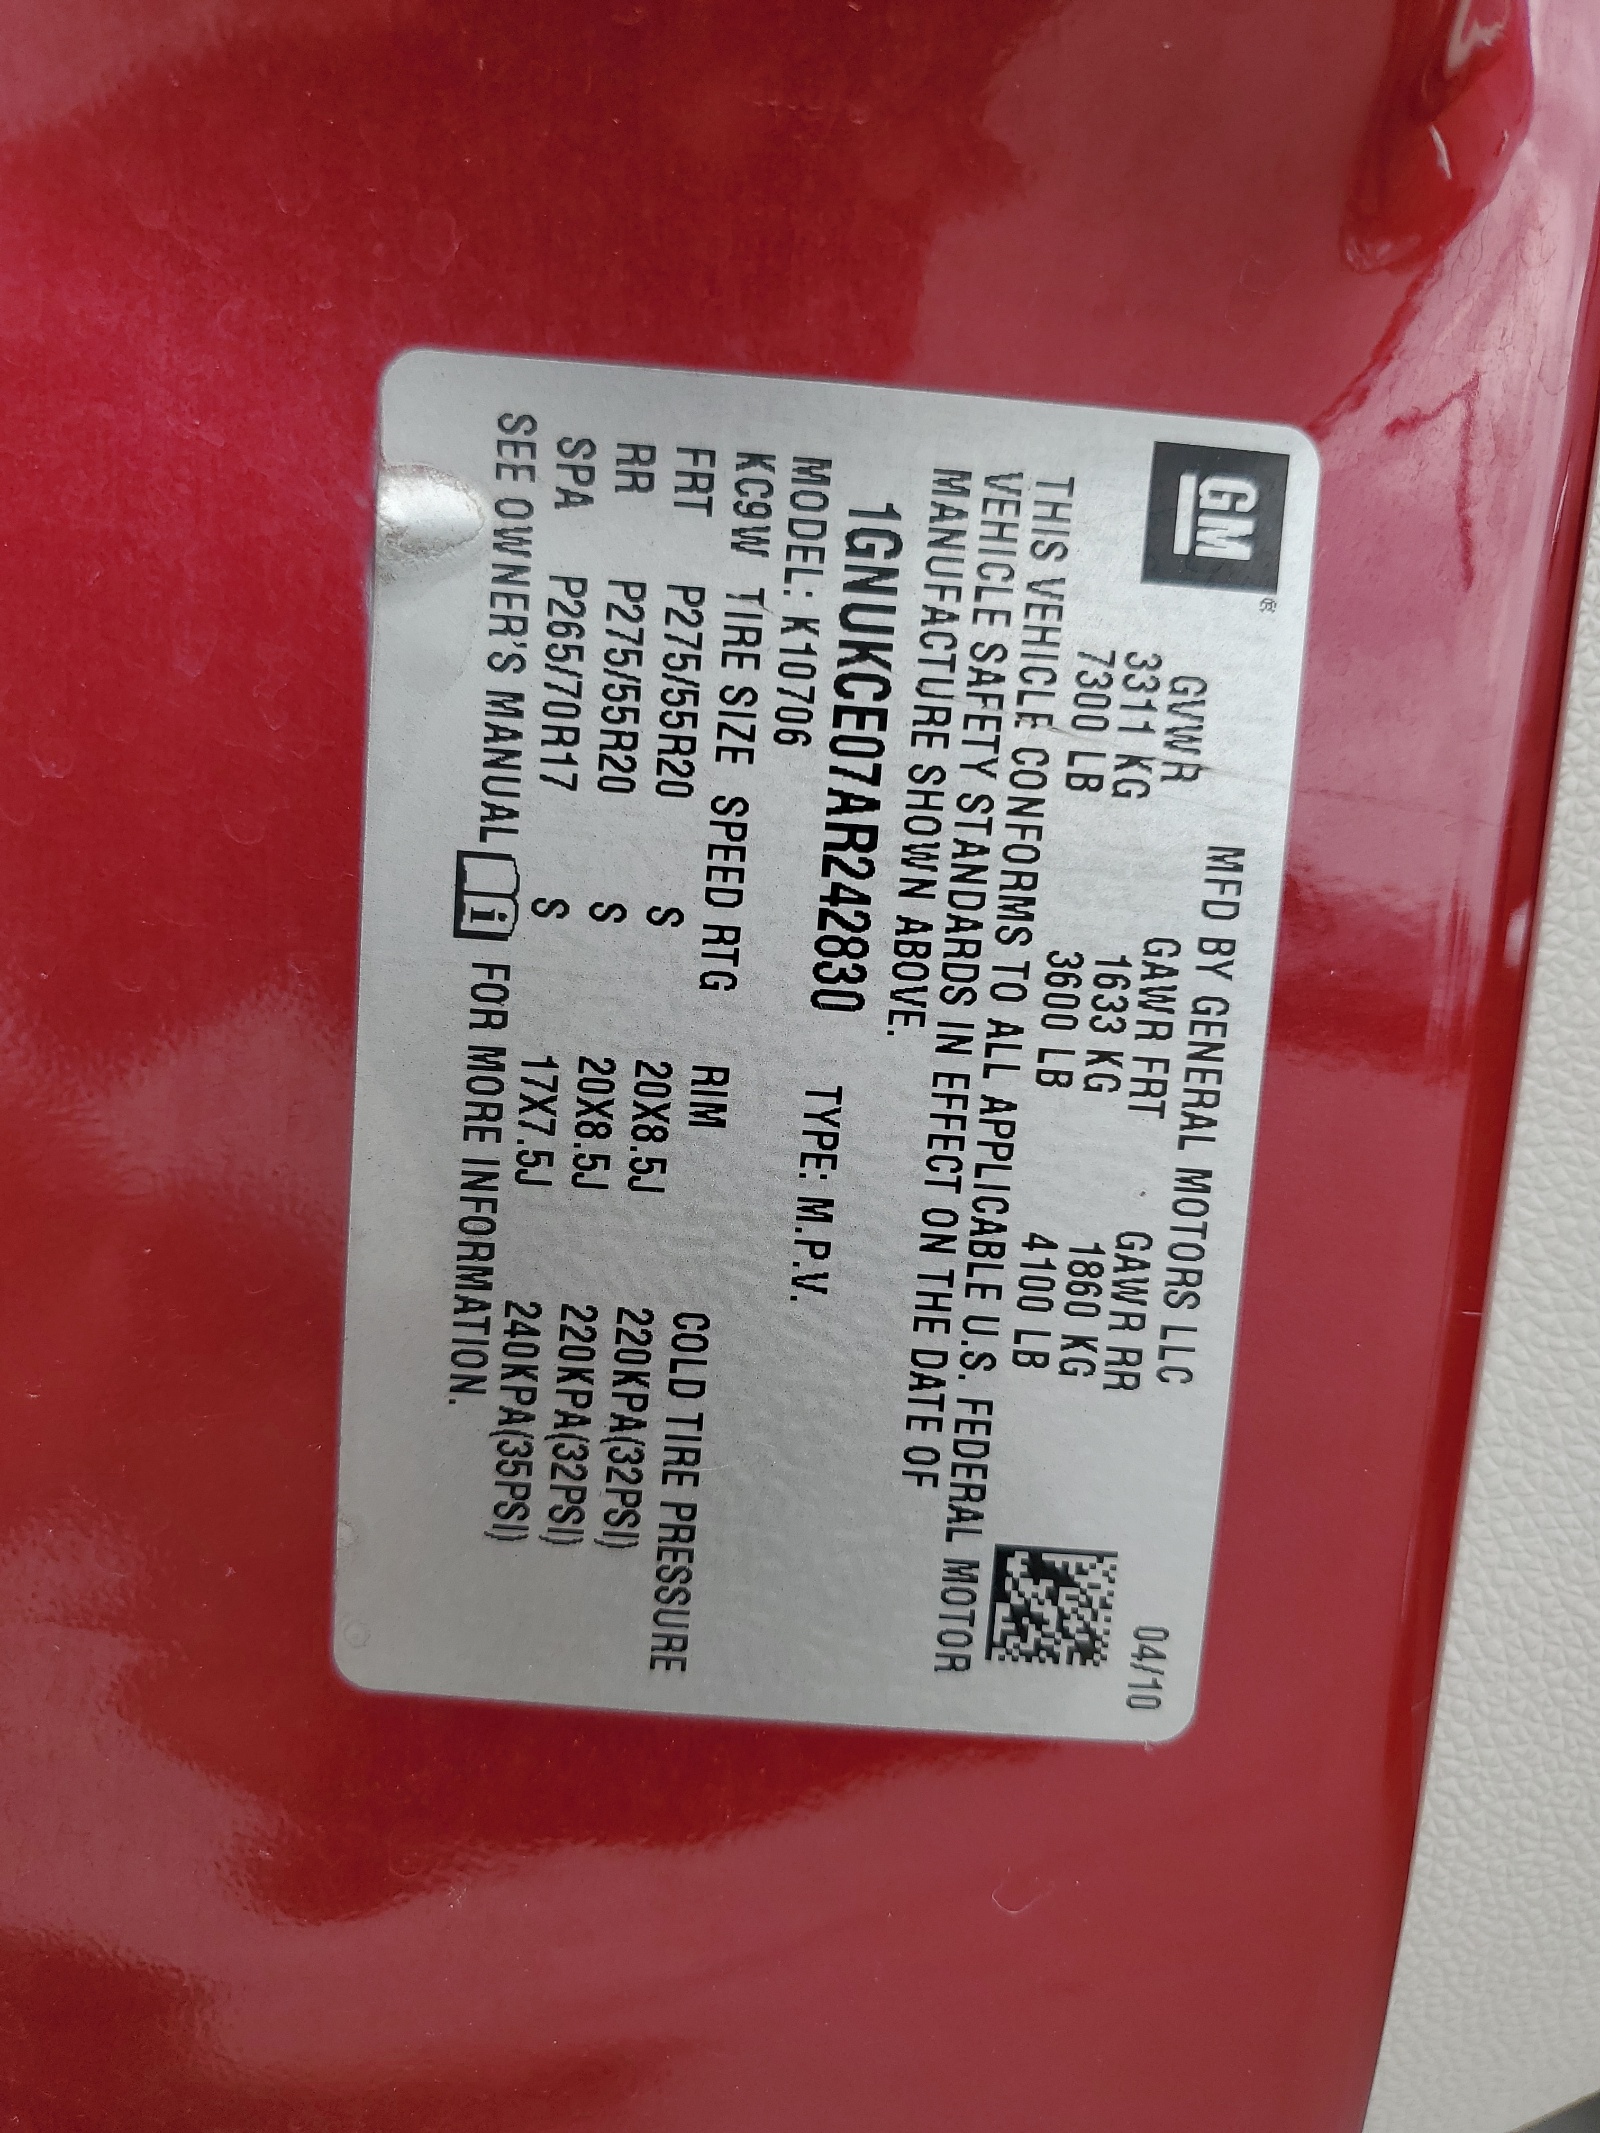 GM®
MFD BY GENERAL MOTORS LLC 04/10
GVWR GAWR FRT GAWR RR
3311 KG 1633 KG 1860 KG
7300 LB 3600 LB 4100 LB
THIS VEHICLE CONFORMS TO ALL APPLICABLE U.S. FEDERAL MOTOR
VEHICLE SAFETY STANDARDS IN EFFECT ON THE DATE OF
MANUFACTURE SHOWN ABOVE.
1GNUKCE07AR242830 TYPE: M.P.V.
MODEL: K10706
KC9W TIRE SIZE SPEED RTG RIM COLD TIRE PRESSURE
FRT P275/55R20 S 20X8.5J 220KPA(32PSI)
RR P275/55R20 S 20X8.5J 220KPA(32PSI)
SPA P265/70R17 S 17X7.5J 240KPA(35PSI)
SEE OWNER'S MANUAL i FOR MORE INFORMATION.